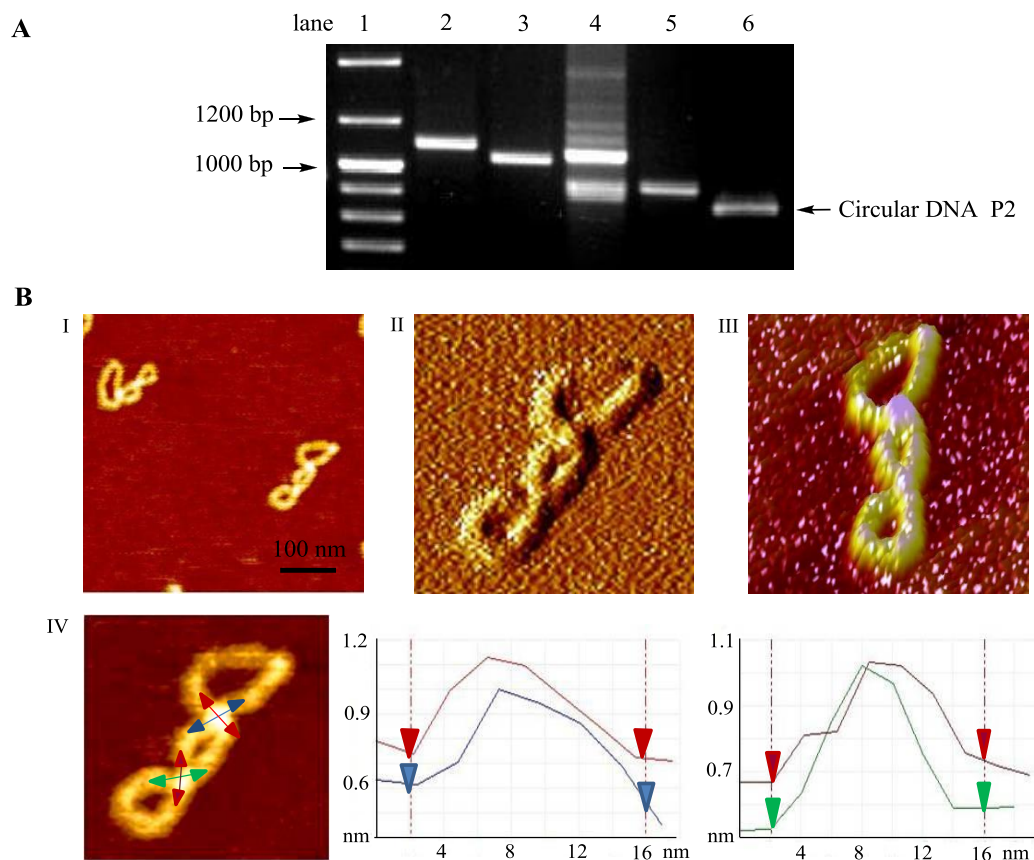 A
lane 1 2 3 4 5 6
1200 bp
1000 bp
Circular DNA P2
B
I
II
III
100 nm
IV
1.2
0.9
0.6
nm
4 8 12 16 nm
1.1
0.9
0.7
nm
4 8 12 16 nm